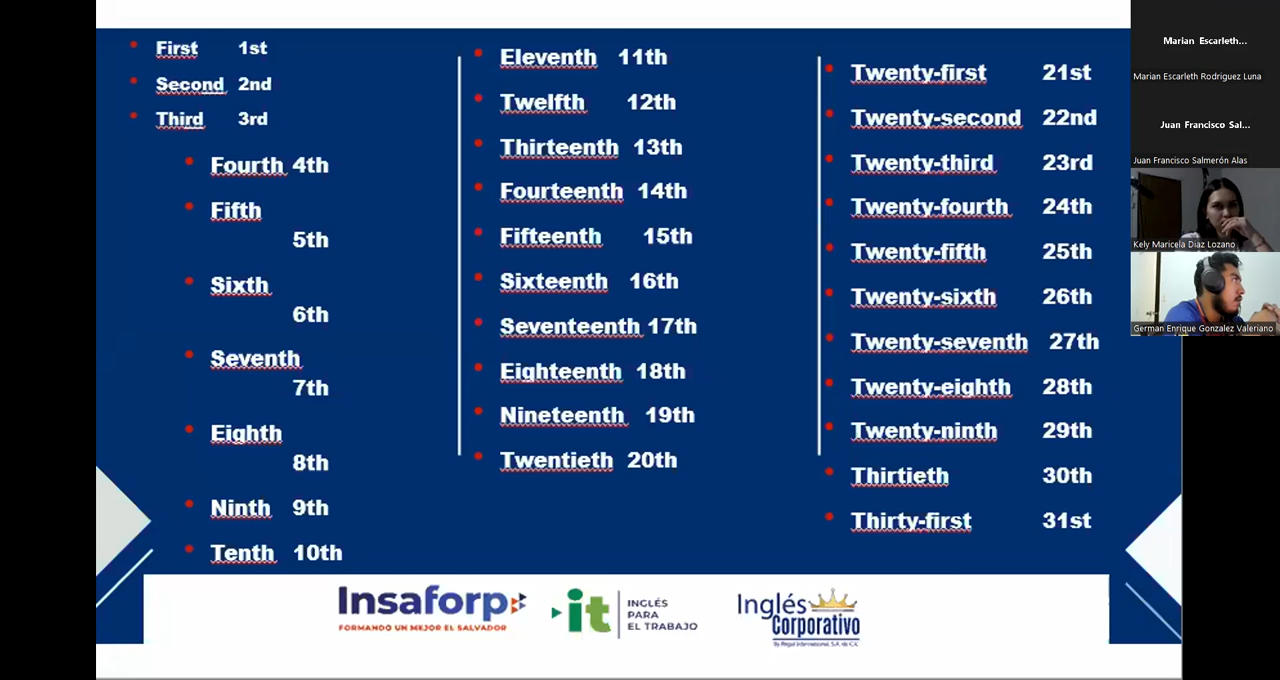 First 1st
Second 2nd
Third 3rd
Fourth 4th
Fifth
5th
Sixth
6th
Seventh
7th
Eighth
8th
Ninth 9th
Tenth 10th
Eleventh 11th
Twelfth 12th
Thirteenth 13th
Fourteenth 14th
Fifteenth 15th
Sixteenth 16th
Seventeenth 17th
Eighteenth 18th
Nineteenth 19th
Twentieth 20th
Twenty-first 21st
Twenty-second 22nd
Twenty-third 23rd
Twenty-fourth 24th
Twenty-fifth 25th
Twenty-sixth 26th
Twenty-seventh 27th
Twenty-eighth 28th
Twenty-ninth 29th
Thirtieth 30th
Thirty-first 31st
Marian Escarleth...
Marian Escarleth Rodriguez Luna
Juan Francisco Sal...
Juan Francisco Salmerón Alas
Kely Maricela Diaz Lozano
German Enrique Gonzalez Valeriano
Insaforp
FORMANDO UN MEJOR EL SALVADOR
it
INGLÉS
PARA
EL TRABAJO
Inglés
Corporativo